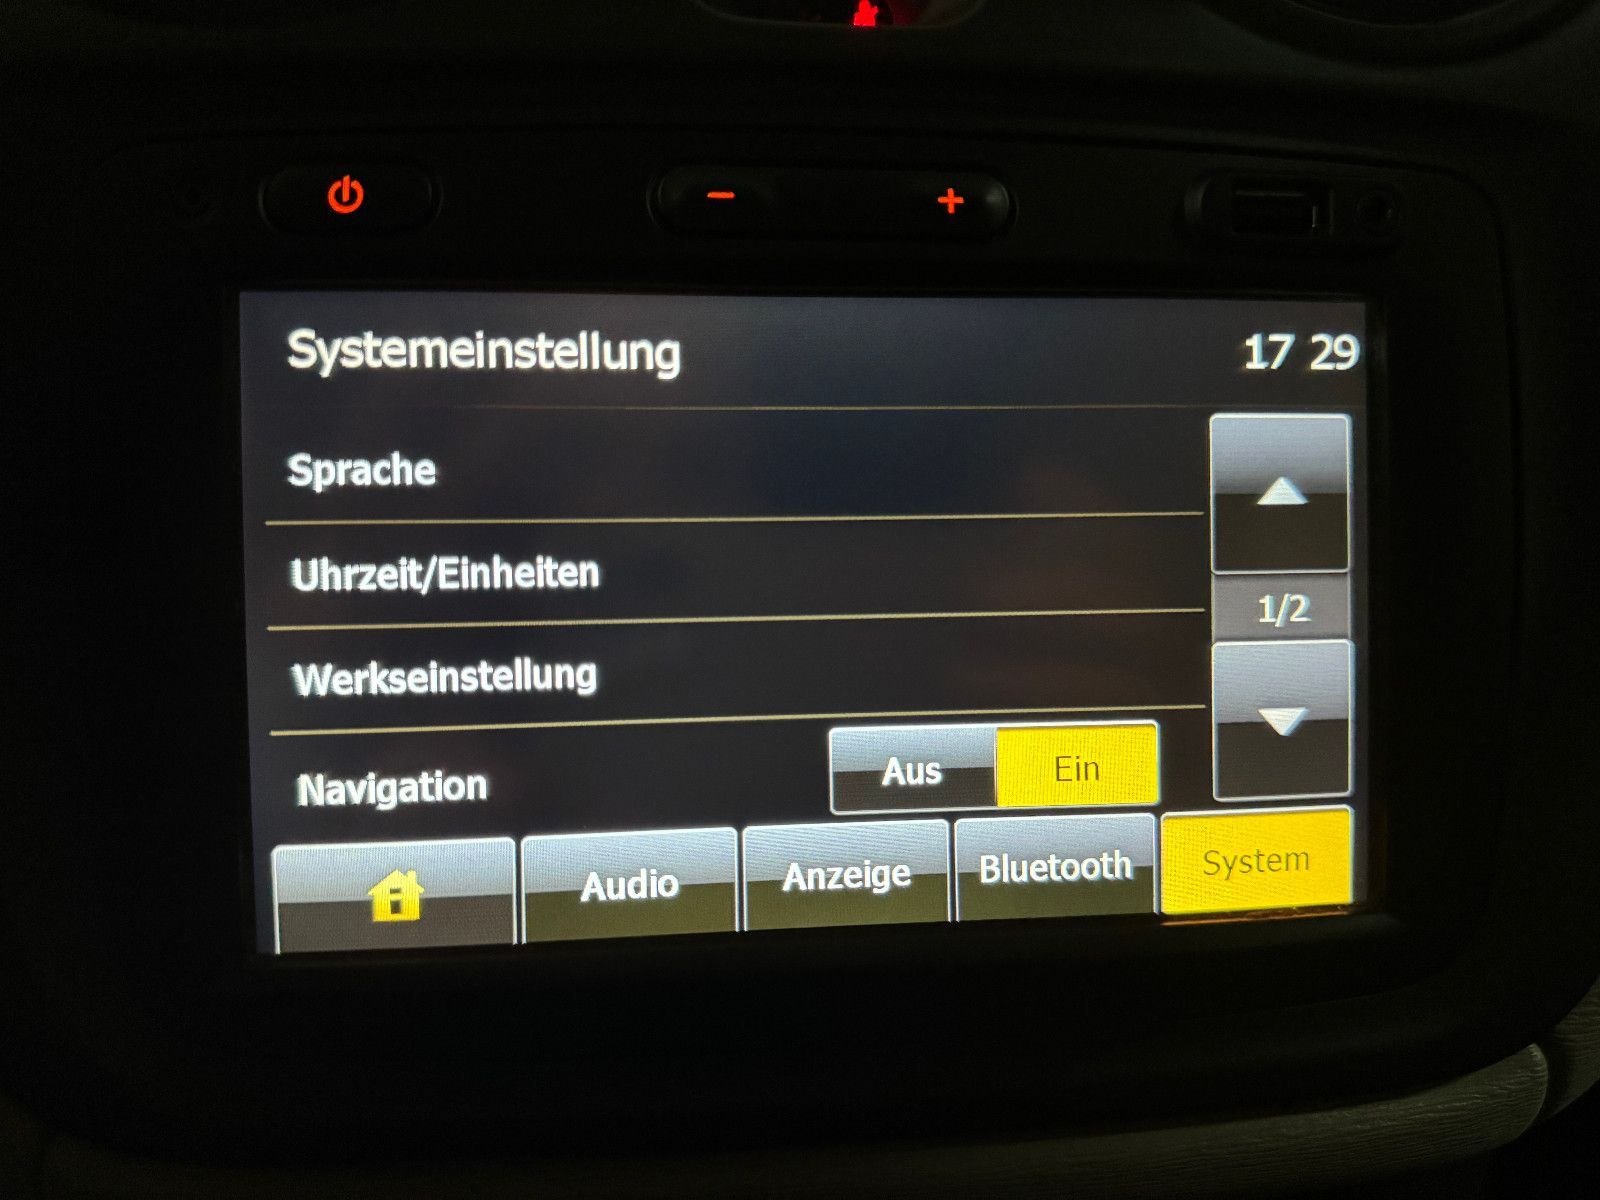 Systemeinstellung 17 29
Sprache
Uhrzeit/Einheiten
1/2
Werkseinstellung
Navigation Aus Ein
Audio Anzeige Bluetooth System